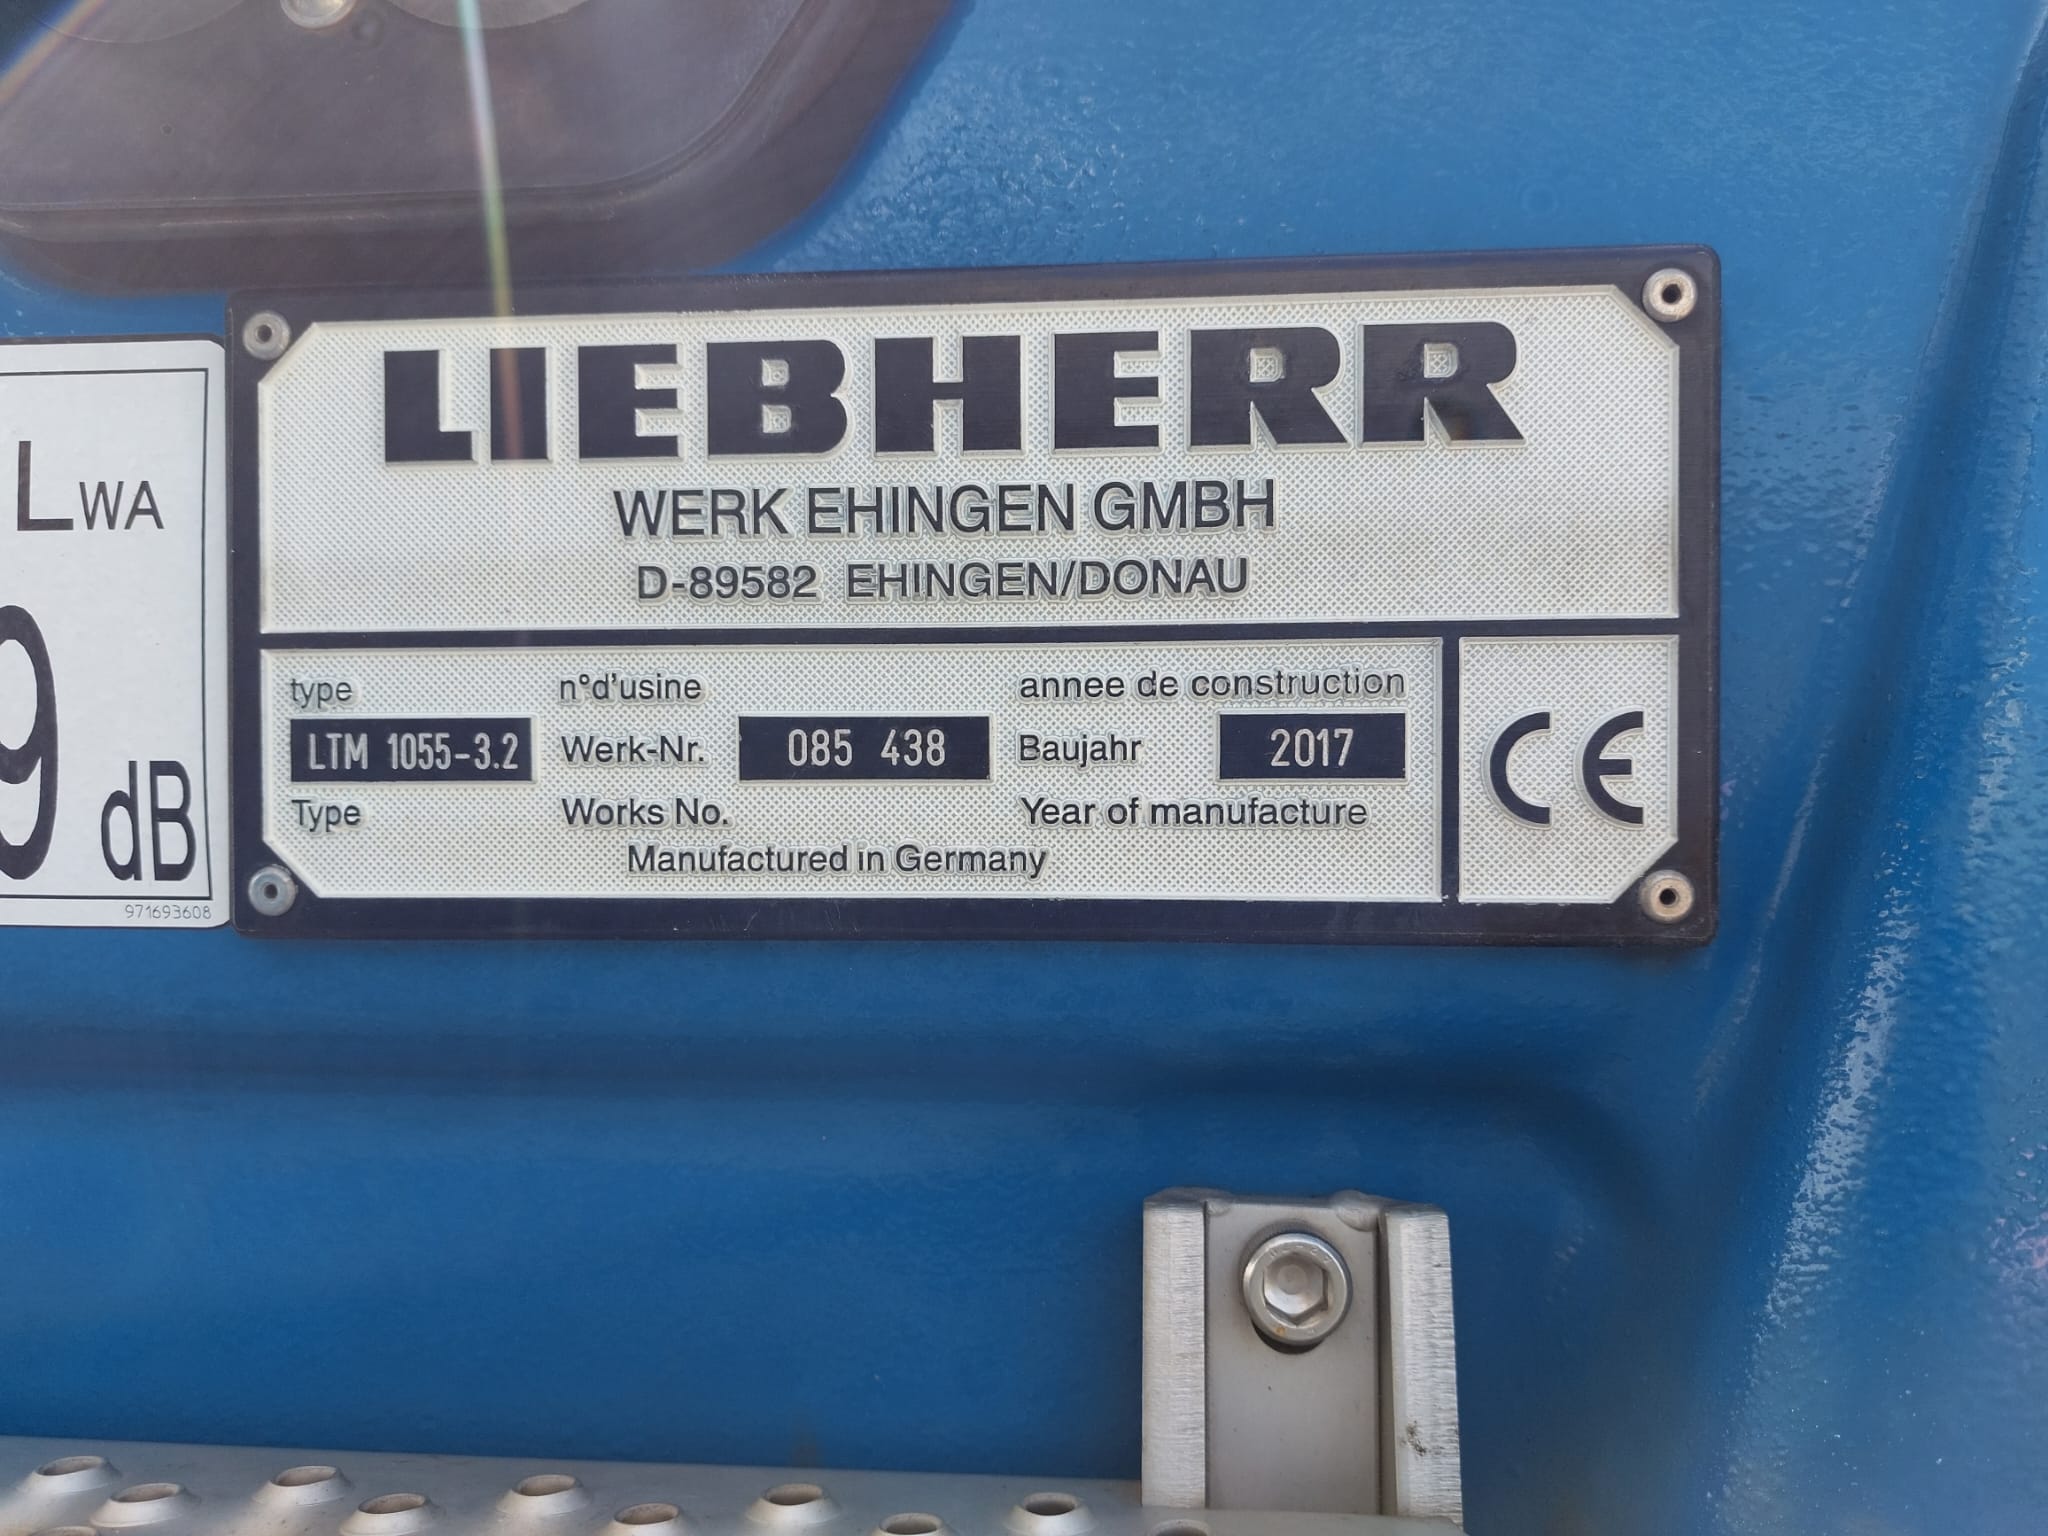 LIEBHERR
WERK EHINGEN GMBH
D-89582 EHINGEN/DONAU
type n°d'usine annee de construction
LTM 1055-3.2 Werk-Nr. 085 438 Baujahr 2017
Type Works No. Year of manufacture
Manufactured in Germany
CE
LWA
9 dB
971693608